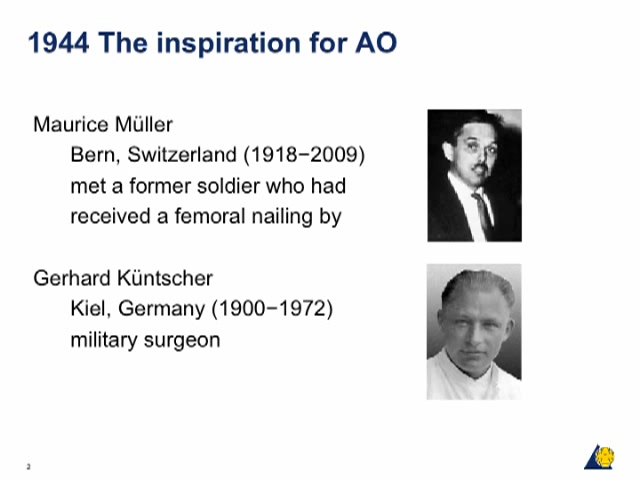 1944 The inspiration for AO
Maurice Müller
Bern, Switzerland (1918–2009)
met a former soldier who had
received a femoral nailing by
Gerhard Küntscher
Kiel, Germany (1900–1972)
military surgeon
2